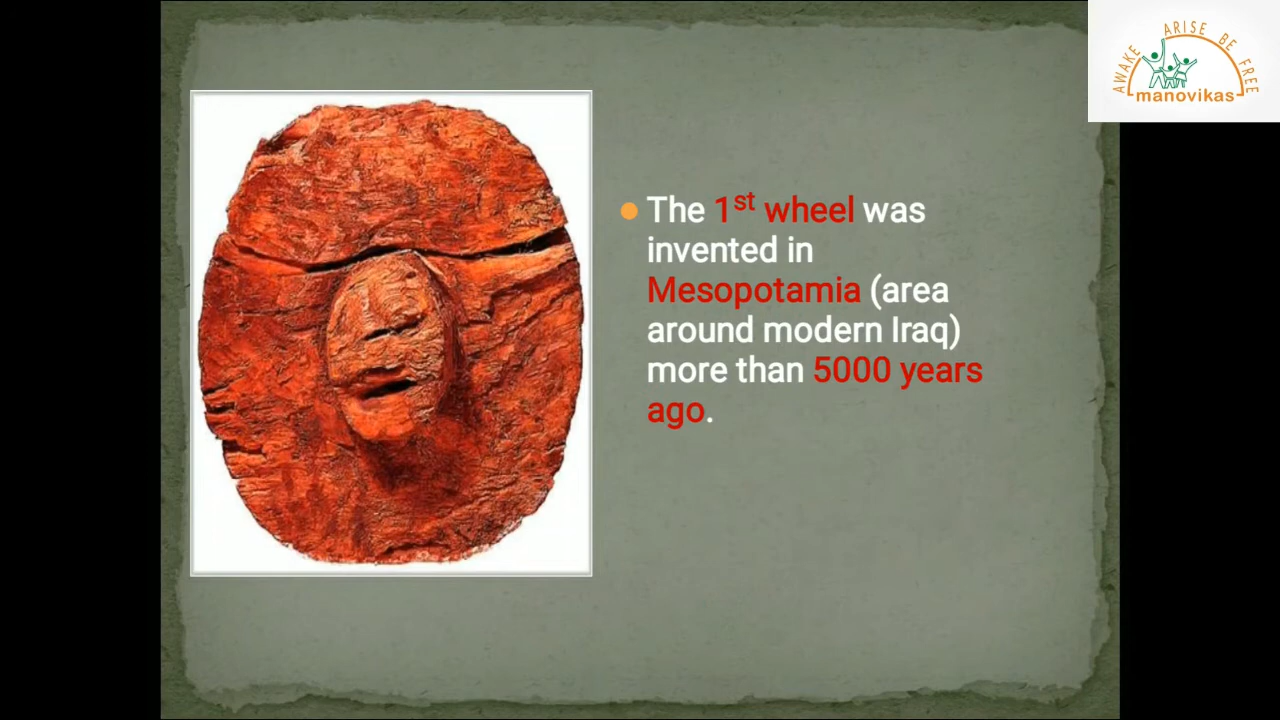 AWAKE ARISE BE FREE
manovikas
The 1st wheel was
invented in
Mesopotamia (area
around modern Iraq)
more than 5000 years
ago.